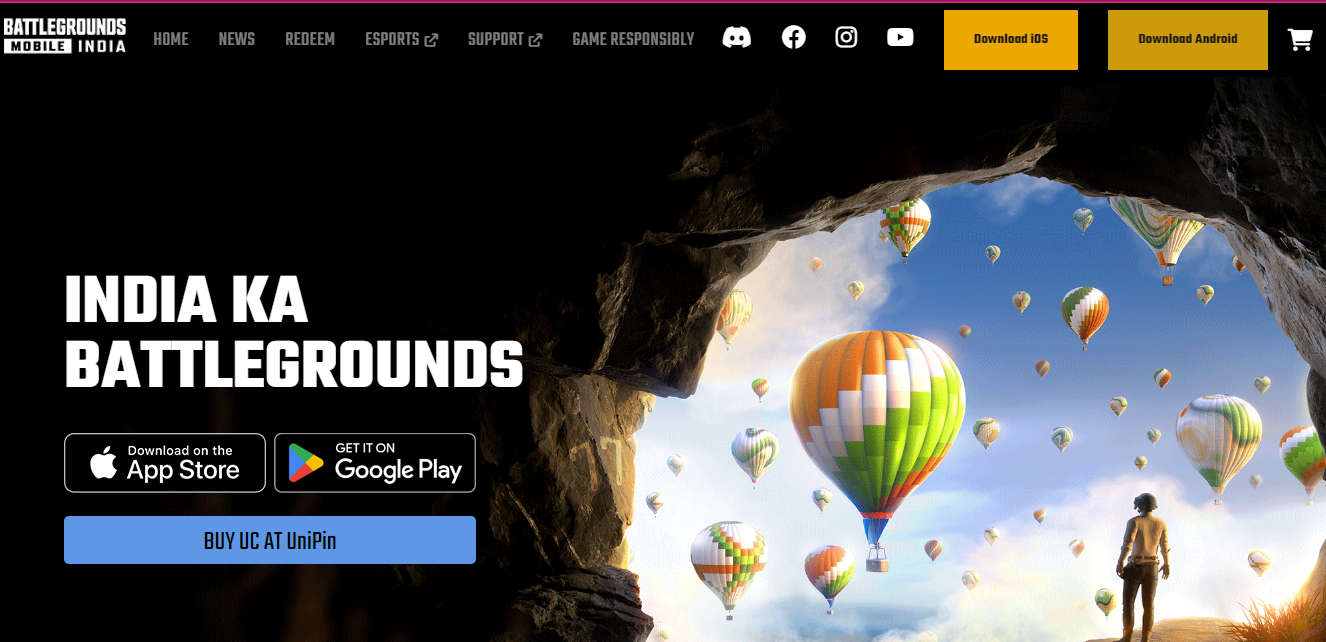 BATTLEGROUNDS
MOBILE INDIA
HOME
NEWS
REDEEM
ESPORTS
SUPPORT
GAME RESPONSIBLY
Download iOS
Download Android
INDIA KA
BATTLEGROUNDS
Download on the
App Store
GET IT ON
Google Play
BUY UC AT UniPin